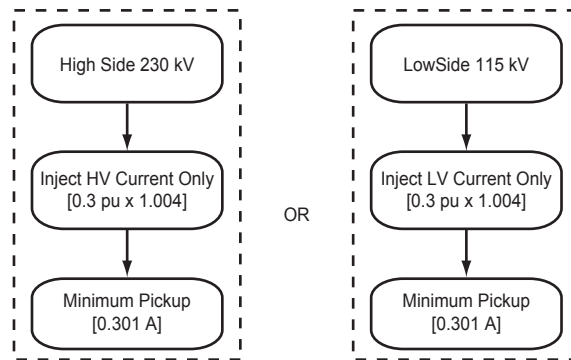 High Side 230 kV
Inject HV Current Only
[0.3 pu x 1.004]
Minimum Pickup
[0.301 A]
OR
LowSide 115 kV
Inject LV Current Only
[0.3 pu x 1.004]
Minimum Pickup
[0.301 A]